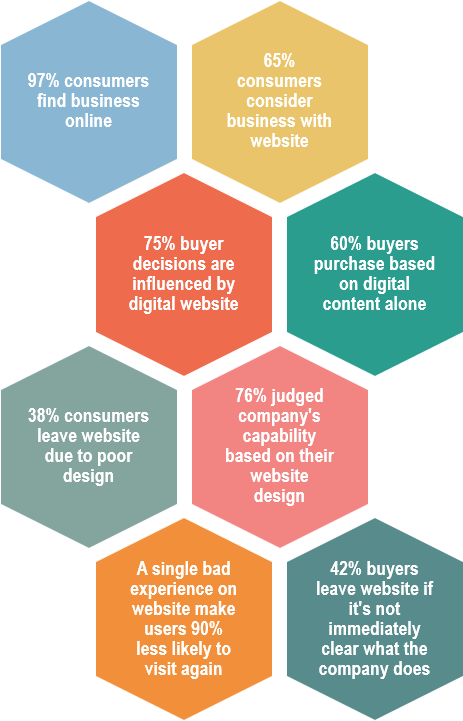 97% consumers
find business
online
65%
consumers
consider
business with
website
75% buyer
decisions are
influenced by
digital website
60% buyers
purchase based
on digital
content alone
38% consumers
leave website
due to poor
design
76% judged
company's
capability
based on their
website
design
A single bad
experience on
website make
users 90%
less likely to
visit again
42% buyers
leave website if
it's not
immediately
clear what the
company does